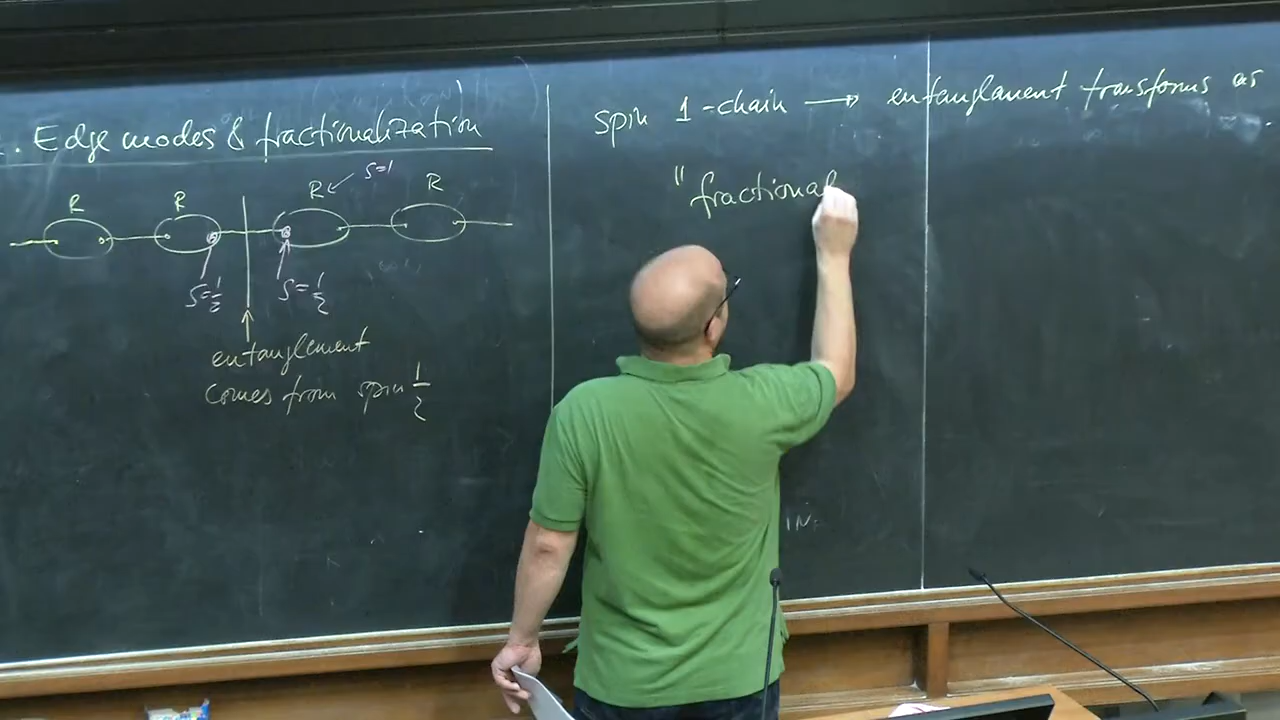 . Edge modes & fractionalization
R R R S=1 R
S=1/2 S=1/2
entanglement
comes from spin 1/2
spin 1-chain → entanglement transforms as
" fractional
IN